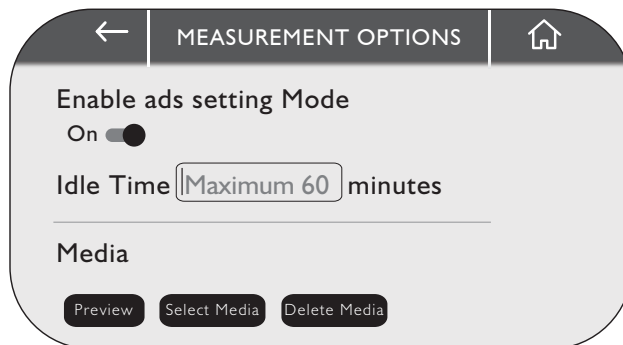 MEASUREMENT OPTIONS
Enable ads setting Mode
On
Idle Time Maximum 60 minutes
Media
Preview Select Media Delete Media